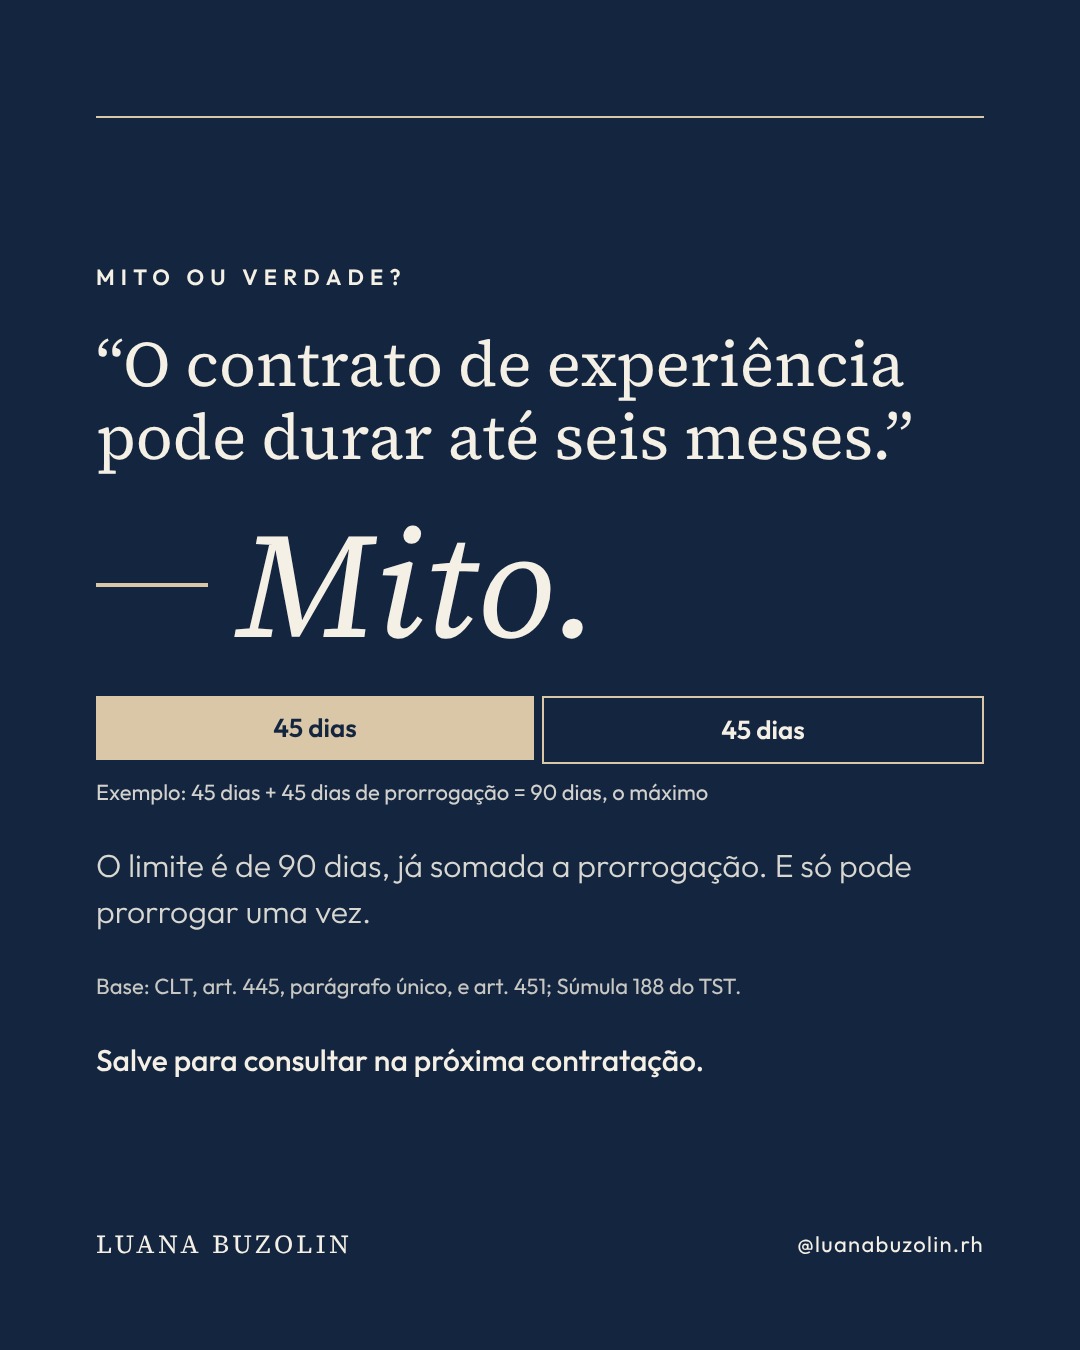 MITO OU VERDADE?
“O contrato de experiência
pode durar até seis meses.”
Mito.
45 dias
45 dias
Exemplo: 45 dias + 45 dias de prorrogação = 90 dias, o máximo
O limite é de 90 dias, já somada a prorrogação. E só pode
prorrogar uma vez.
Base: CLT, art. 445, parágrafo único, e art. 451; Súmula 188 do TST.
Salve para consultar na próxima contratação.
LUANA BUZOLIN
@luanabuzolin.rh